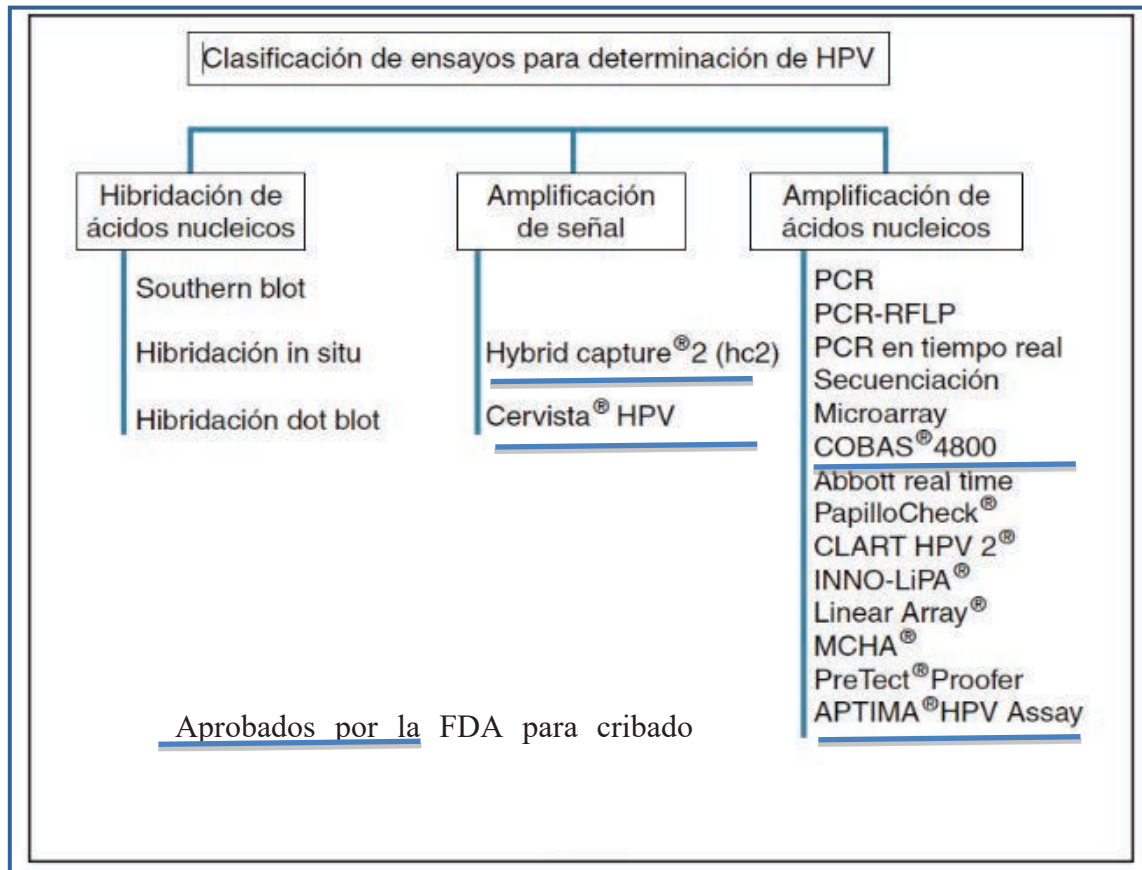 Clasificación de ensayos para determinación de HPV
Hibridación de
ácidos nucleicos
Southern blot
Hibridación in situ
Hibridación dot blot
Amplificación
de señal
Hybrid capture®2 (hc2)
Cervista® HPV
Amplificación de
ácidos nucleicos
PCR
PCR-RFLP
PCR en tiempo real
Secuenciación
Microarray
COBAS®4800
Abbott real time
PapilloCheck®
CLART HPV 2®
INNO-LiPA®
Linear Array®
MCHA®
PreTect®Proofer
APTIMA®HPV Assay
Aprobados por la FDA para cribado